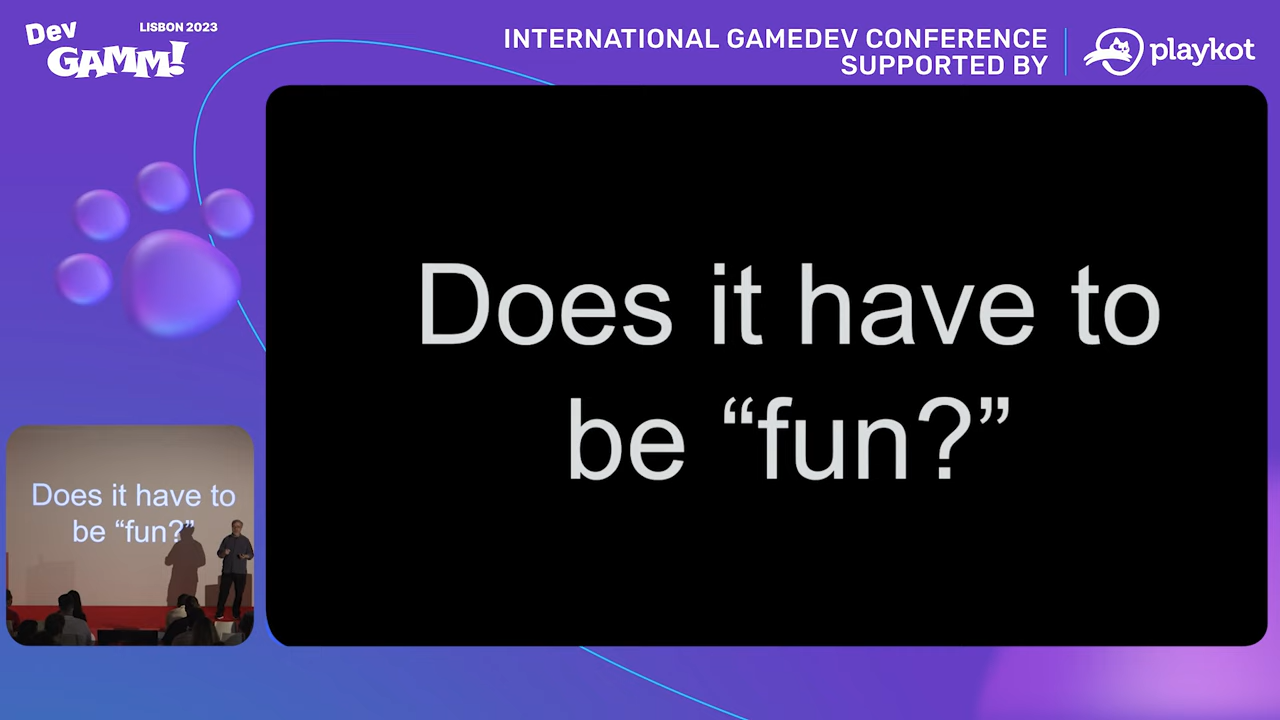 Dev
GAMM!
LISBON 2023
INTERNATIONAL GAMEDEV CONFERENCE
SUPPORTED BY
playkot
Does it have to
be “fun?”
Does it have to
be “fun?”